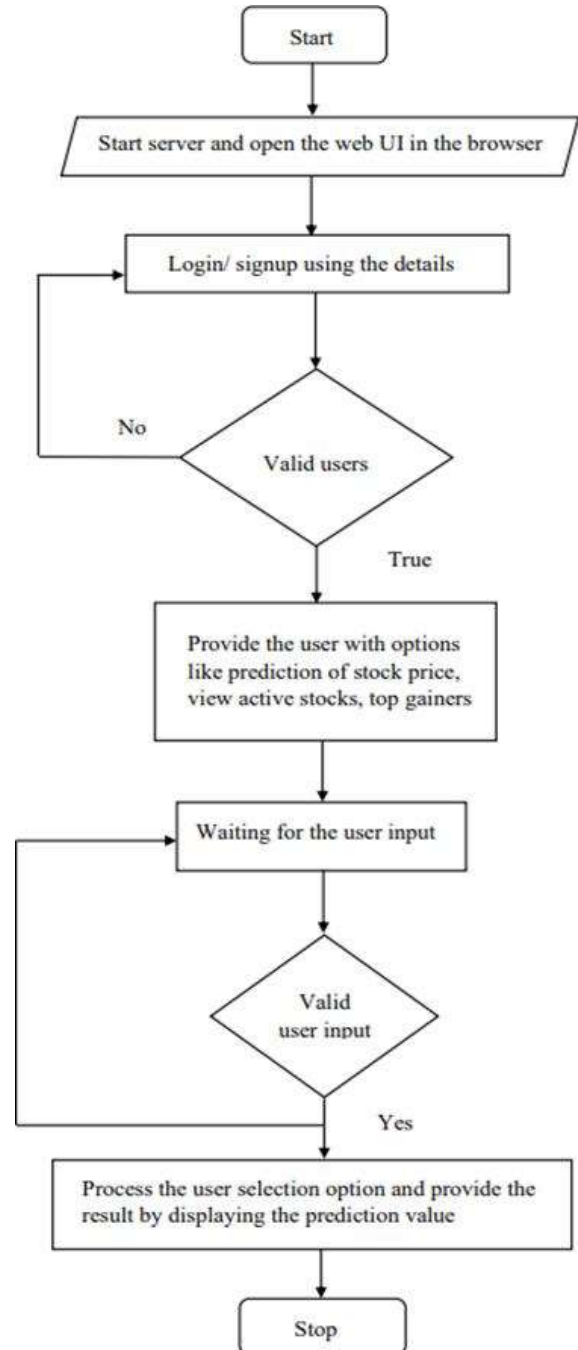 Start
Start server and open the web UI in the browser
Login/ signup using the details
No
Valid users
True
Provide the user with options
like prediction of stock price,
view active stocks, top gainers
Waiting for the user input
Valid
user input
Yes
Process the user selection option and provide the
result by displaying the prediction value
Stop